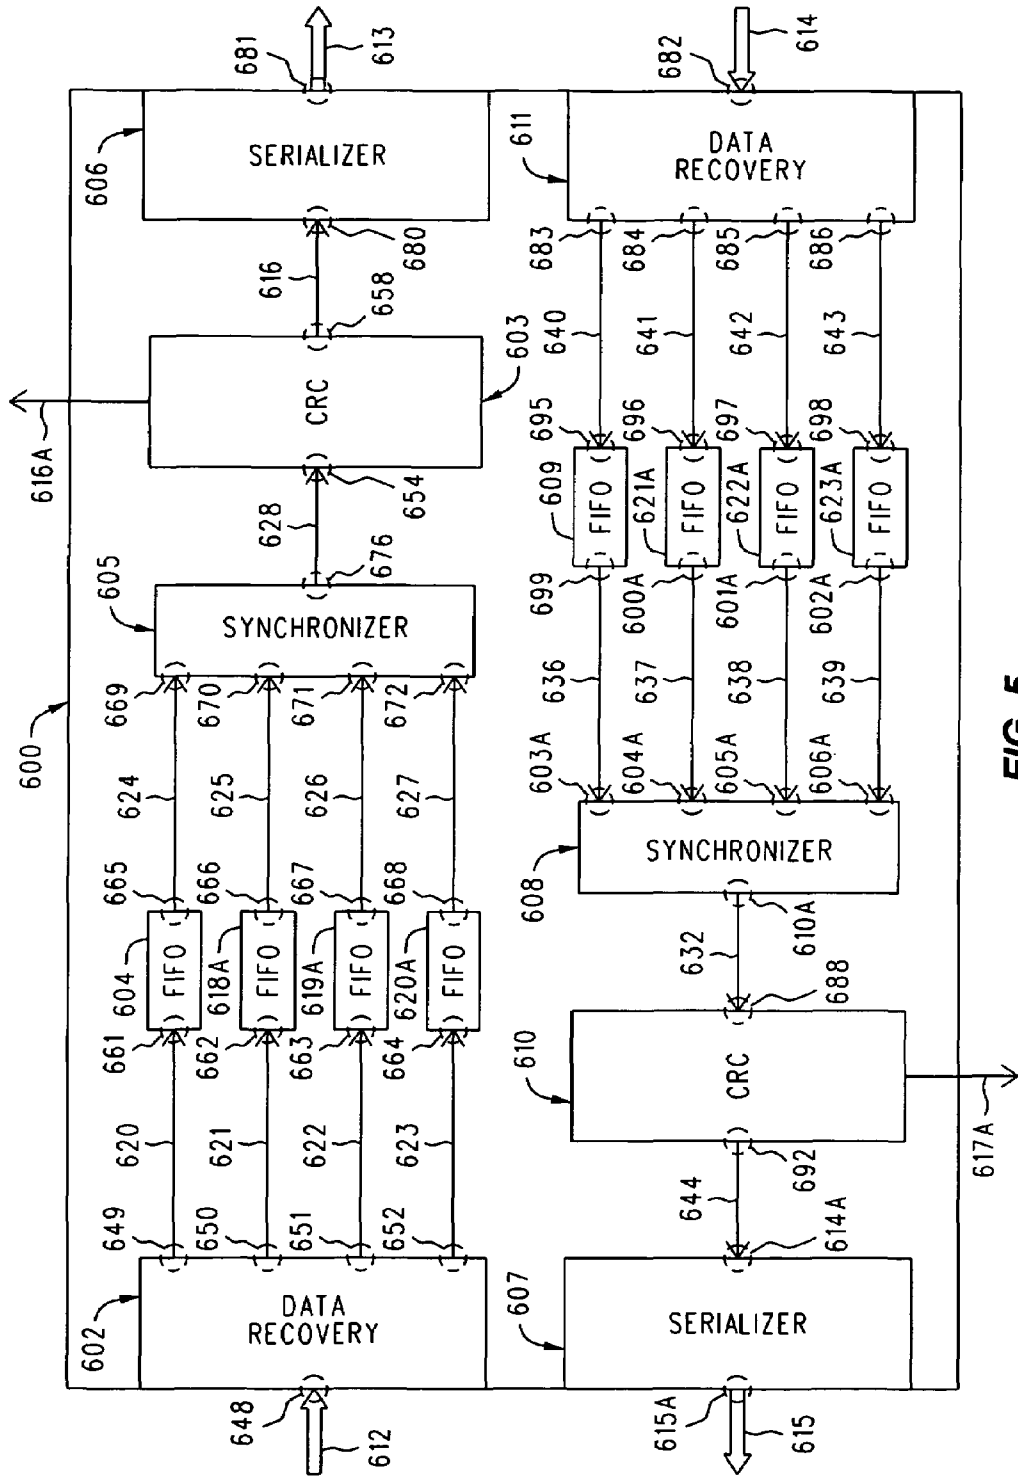 613
681
614
682
606
SERIALIZER
611
DATA
RECOVERY
680
616
658
683
684
685
686
616A
CRC
603
640
641
642
643
654
628
676
695
696
697
698
609
FIFO
621A
FIFO
622A
FIFO
623A
FIFO
605
SYNCHRONIZER
699
600A
601A
602A
600
669
670
671
672
636
637
638
639
624
625
626
627
603A
604A
605A
606A
665
666
667
668
608
SYNCHRONIZER
604
FIFO
618A
FIFO
619A
FIFO
620A
FIFO
610A
632
688
661
662
663
664
610
CRC
620
621
622
623
692
617A
644
614A
649
650
651
652
602
DATA
RECOVERY
607
SERIALIZER
648
612
615A
615
FIG. 5